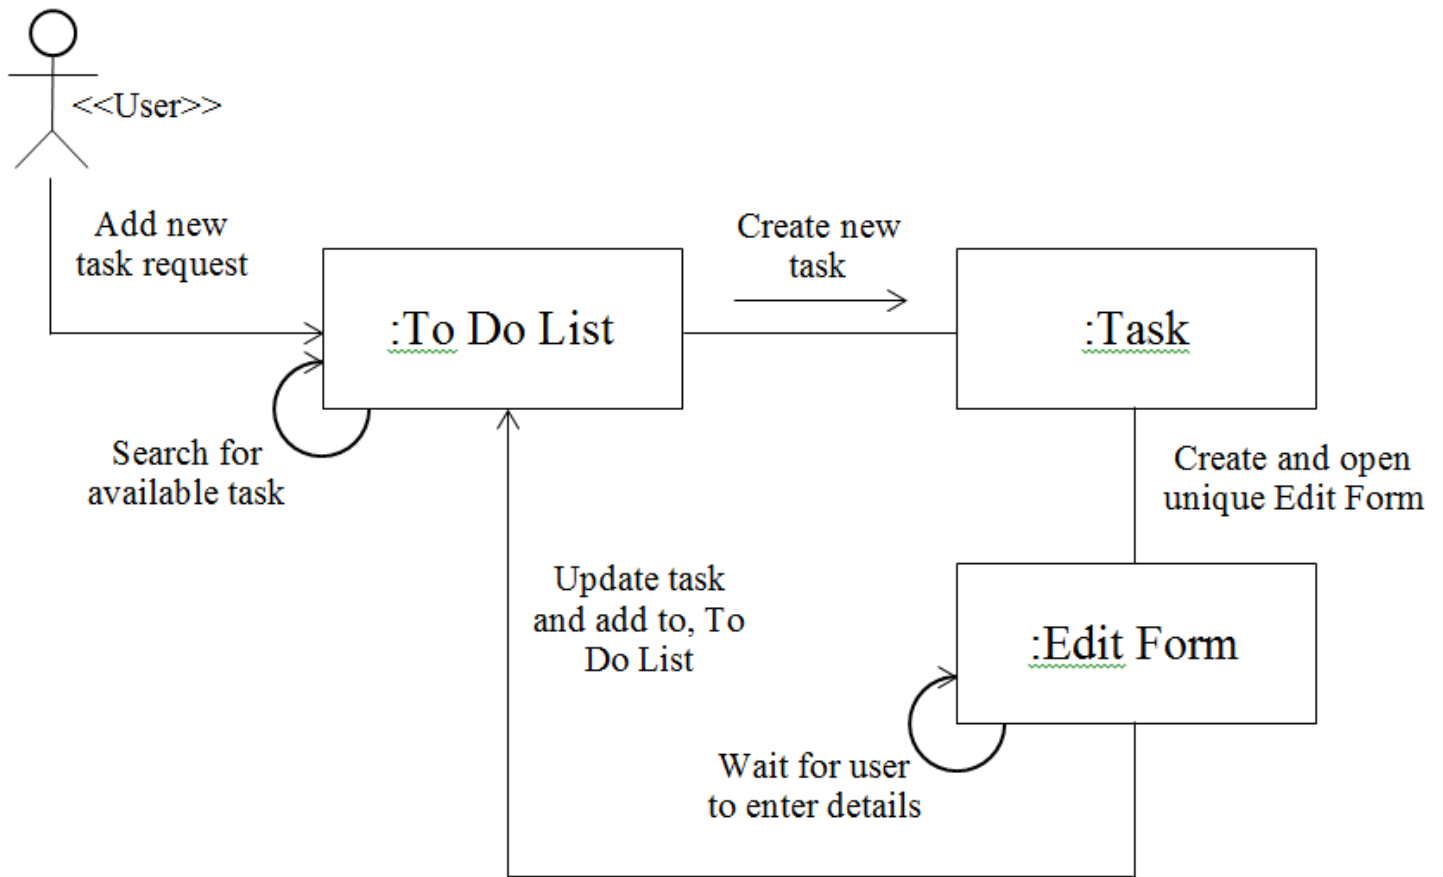 <<User>>
Add new
task request
Create new
task
:To Do List
:Task
Search for
available task
Create and open
unique Edit Form
Update task
and add to, To
Do List
:Edit Form
Wait for user
to enter details